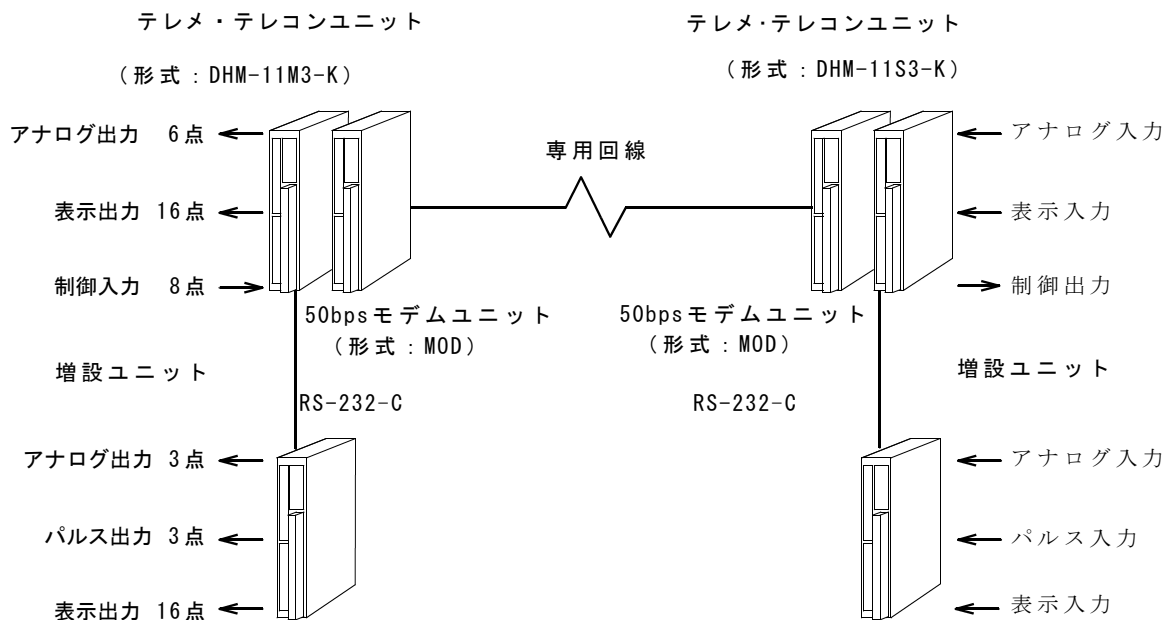 テレメ・テレコンユニット
(形式：DHM-11M3-K)
テレメ・テレコンユニット
(形式：DHM-11S3-K)
アナログ出力 6点
表示出力 16点
制御入力 8点
専用回線
アナログ入力
表示入力
制御出力
50bpsモデムユニット
(形式：MOD)
50bpsモデムユニット
(形式：MOD)
増設ユニット
RS-232-C
RS-232-C
増設ユニット
アナログ出力 3点
パルス出力 3点
表示出力 16点
アナログ入力
パルス入力
表示入力